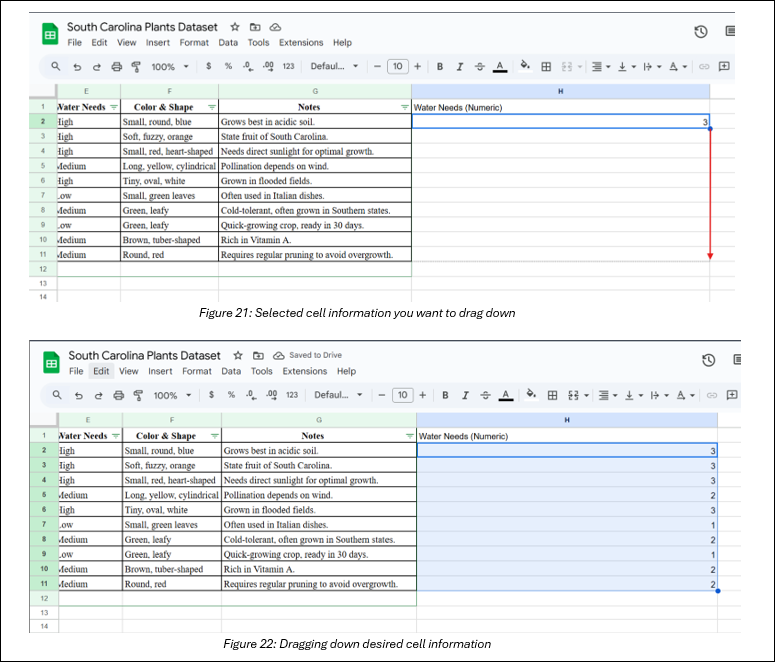 South Carolina Plants Dataset
File Edit View Insert Format Data Tools Extensions Help
100% $ % .0 .00 123 Defaul... − 10 + B I S A
E F G H
1 Water Needs Color & Shape Notes Water Needs (Numeric)
2 High Small, round, blue Grows best in acidic soil. 3
3 High Soft, fuzzy, orange State fruit of South Carolina.
4 High Small, red, heart-shaped Needs direct sunlight for optimal growth.
5 Medium Long, yellow, cylindrical Pollination depends on wind.
6 High Tiny, oval, white Grown in flooded fields.
7 Low Small, green leaves Often used in Italian dishes.
8 Medium Green, leafy Cold-tolerant, often grown in Southern states.
9 Low Green, leafy Quick-growing crop, ready in 30 days.
10 Medium Brown, tuber-shaped Rich in Vitamin A.
11 Medium Round, red Requires regular pruning to avoid overgrowth.
12
13
14
Figure 21: Selected cell information you want to drag down
South Carolina Plants Dataset Saved to Drive
File Edit View Insert Format Data Tools Extensions Help
100% $ % .0 .00 123 Defaul... − 10 + B I S A
E F G H
1 Water Needs Color & Shape Notes Water Needs (Numeric)
2 High Small, round, blue Grows best in acidic soil. 3
3 High Soft, fuzzy, orange State fruit of South Carolina. 3
4 High Small, red, heart-shaped Needs direct sunlight for optimal growth. 3
5 Medium Long, yellow, cylindrical Pollination depends on wind. 2
6 High Tiny, oval, white Grown in flooded fields. 3
7 Low Small, green leaves Often used in Italian dishes. 1
8 Medium Green, leafy Cold-tolerant, often grown in Southern states. 2
9 Low Green, leafy Quick-growing crop, ready in 30 days. 1
10 Medium Brown, tuber-shaped Rich in Vitamin A. 2
11 Medium Round, red Requires regular pruning to avoid overgrowth. 2
12
13
14
Figure 22: Dragging down desired cell information